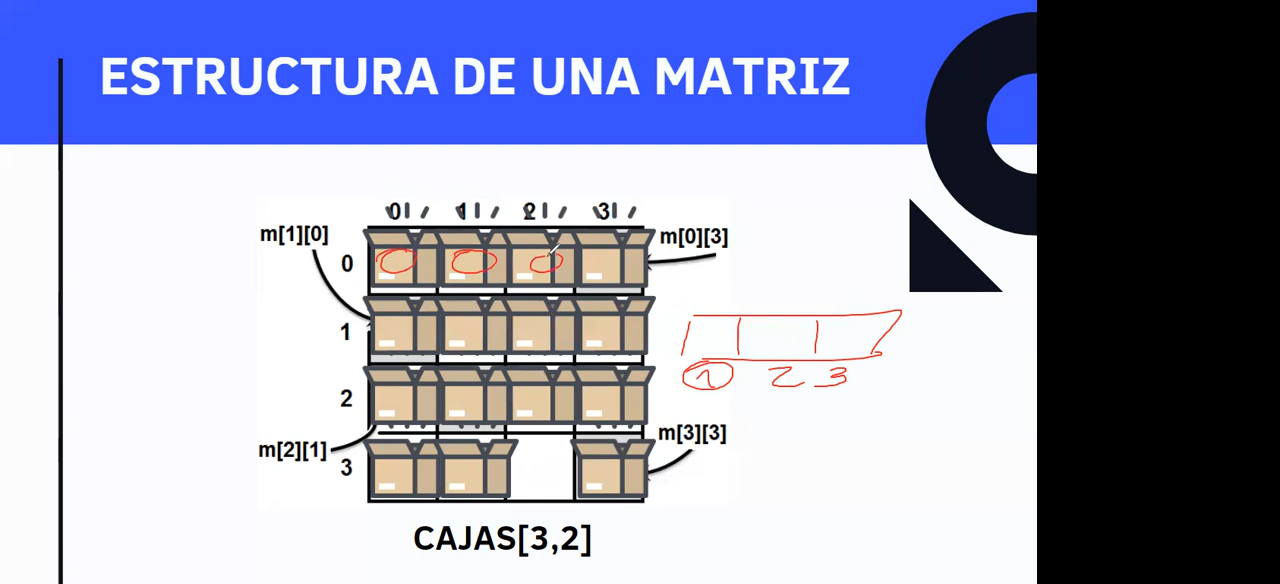 ESTRUCTURA DE UNA MATRIZ
0 1 2 3
m[1][0]
m[0][3]
0
1
1 2 3
2
m[3][3]
m[2][1]
3
CAJAS[3,2]